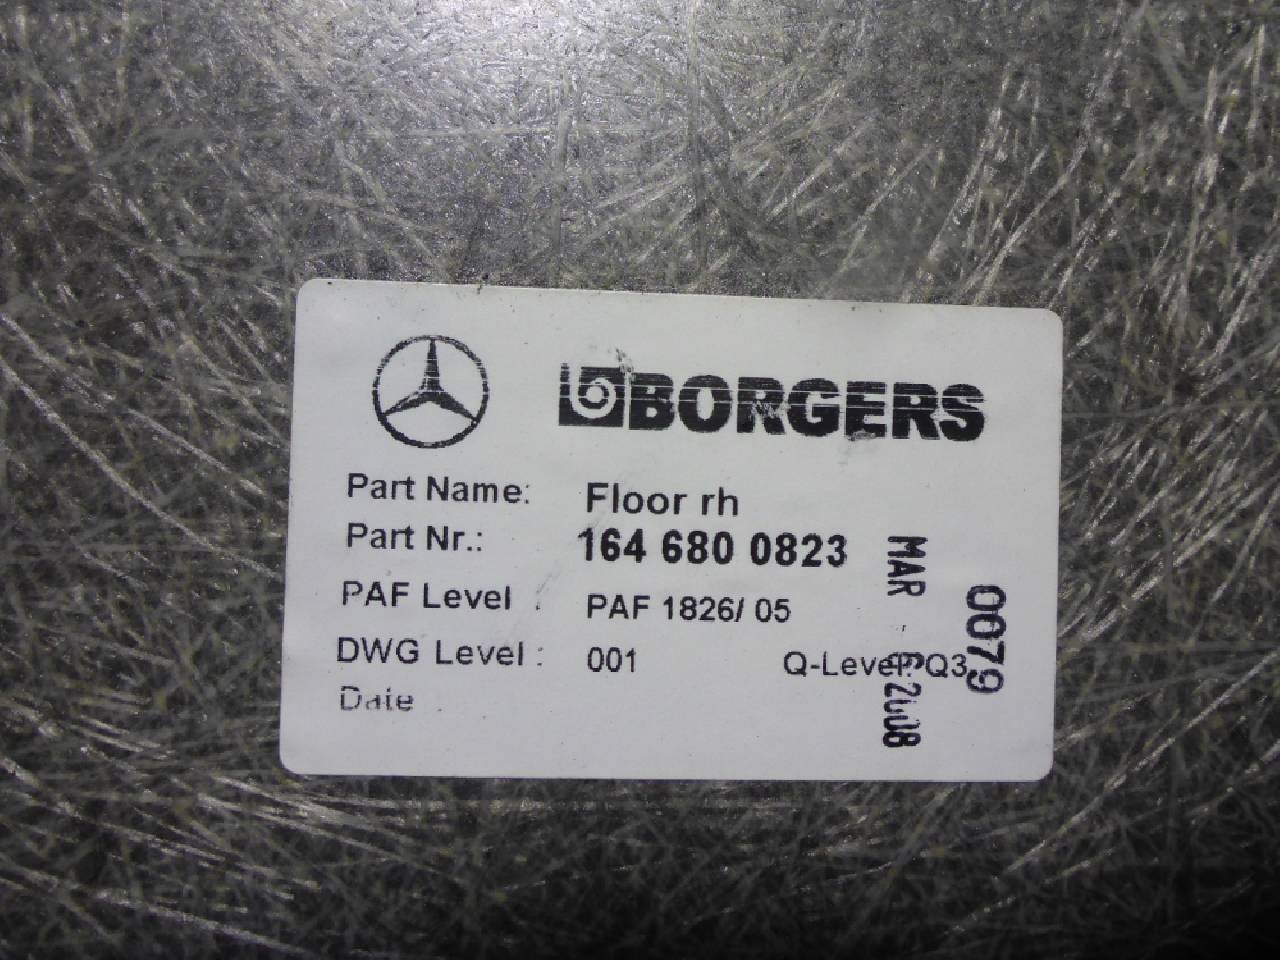 BORGERS
Part Name: Floor rh
Part Nr.: 164 680 0823
PAF Level : PAF 1826/ 05
DWG Level : 001 Q-Level: Q3
Date
MAR 6 2008
0079